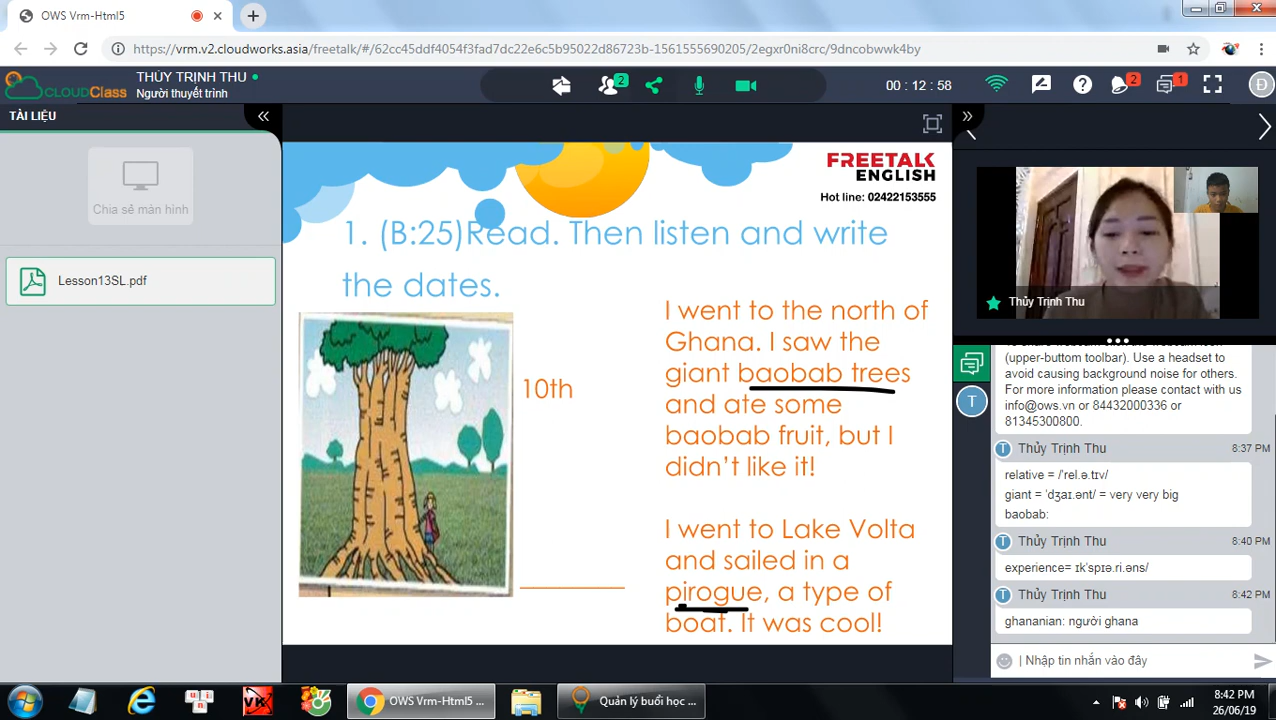 OWS Vrm-Html5
https://vrm.v2.cloudworks.asia/freetalk/#/62cc45ddf4054f3fad7dc22e6c5b95022d86723b-1561555690205/2egxr0ni8crc/9dncobwwk4by
CLOUDClass
THỦY TRỊNH THU
Người thuyết trình
2
00 : 12 : 58
2
1
Đ
TÀI LIỆU
Chia sẻ màn hình
Lesson13SL.pdf
FREETALK
ENGLISH
Hot line: 02422153555
1. (B:25)Read. Then listen and write
the dates.
10th
I went to the north of
Ghana. I saw the
giant baobab trees
and ate some
baobab fruit, but I
didn't like it!
I went to Lake Volta
and sailed in a
pirogue, a type of
boat. It was cool!
Thủy Trịnh Thu
(upper-buttom toolbar). Use a headset to
avoid causing background noise for others.
For more information please contact with us
info@ows.vn or 84432000336 or
81345300800.
T
T Thủy Trịnh Thu 8:37 PM
relative = /'rel.ə.tɪv/
giant = 'dʒaɪ.ənt/ = very very big
baobab:
T Thủy Trịnh Thu 8:40 PM
experience= ɪkˈspɪə.ri.əns/
T Thủy Trịnh Thu 8:42 PM
ghananian: người ghana
Nhập tin nhắn vào đây
OWS Vrm-Html5 ...
Quản lý buổi học ...
8:42 PM
26/06/19